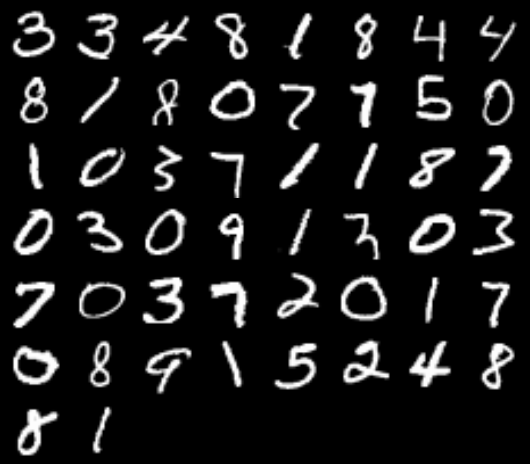 3 3 4 8 1 8 4 4
8 1 8 0 7 7 5 0
1 0 3 7 1 1 8 7
0 3 0 9 1 3 0 3
7 0 3 7 2 0 1 7
0 8 9 1 5 2 4 8
8 1